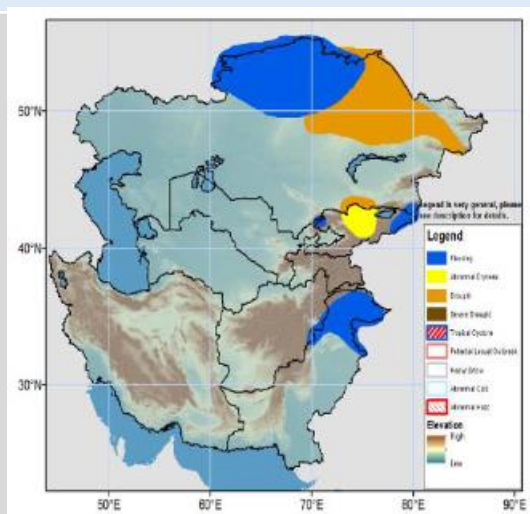 50°N
40°N
30°N
50°E
60°E
70°E
80°E
90°E
legend is very general, please
see description for details.
Legend
Flooding
Abnormal Dryness
Drought
Severe Drought
Tropical Cyclone
Potential Locust Outbreak
Heavy Snow
Abnormal Cold
Abnormal Heat
Elevation
High
Low